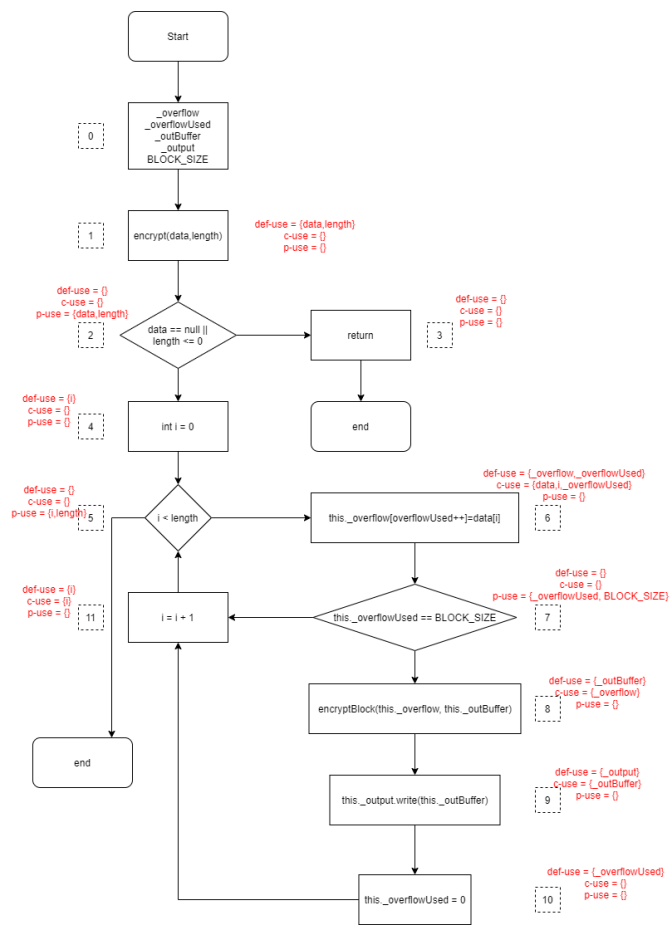 Start
_overflow
_overflowUsed
_outBuffer
_output
BLOCK_SIZE
0
encrypt(data,length)
1
def-use = {data,length}
c-use = {}
p-use = {}
def-use = {}
c-use = {}
p-use = {data,length}
2
data == null ||
length <= 0
return
3
def-use = {}
c-use = {}
p-use = {}
end
def-use = {i}
c-use = {}
p-use = {}
4
int i = 0
def-use = {}
c-use = {}
p-use = {i,length}
5
i < length
this._overflow[overflowUsed++]=data[i]
def-use = {_overflow,_overflowUsed}
c-use = {data,i,_overflowUsed}
p-use = {}
6
def-use = {i}
c-use = {i}
p-use = {}
11
i = i + 1
this._overflowUsed == BLOCK_SIZE
def-use = {}
c-use = {}
p-use = {_overflowUsed, BLOCK_SIZE}
7
encryptBlock(this._overflow, this._outBuffer)
def-use = {_outBuffer}
c-use = {_overflow}
p-use = {}
8
end
this._output.write(this._outBuffer)
def-use = {_output}
c-use = {_outBuffer}
p-use = {}
9
this._overflowUsed = 0
def-use = {_overflowUsed}
c-use = {}
p-use = {}
10